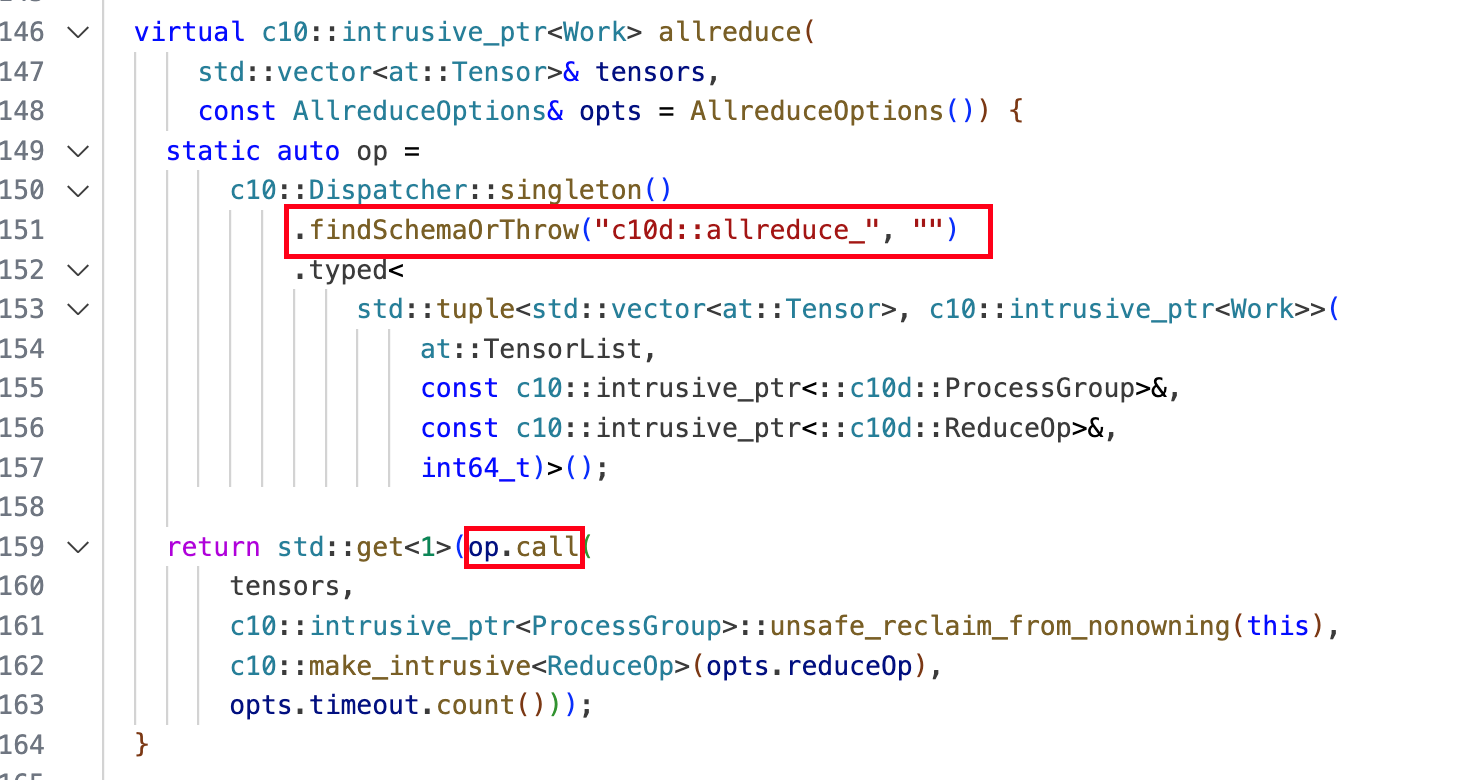 146 virtual c10::intrusive_ptr<Work> allreduce(
147 std::vector<at::Tensor>& tensors,
148 const AllreduceOptions& opts = AllreduceOptions()) {
149 static auto op =
150 c10::Dispatcher::singleton()
151 .findSchemaOrThrow("c10d::allreduce_", "")
152 .typed<
153 std::tuple<std::vector<at::Tensor>, c10::intrusive_ptr<Work>>(
154 at::TensorList,
155 const c10::intrusive_ptr<::c10d::ProcessGroup>&,
156 const c10::intrusive_ptr<::c10d::ReduceOp>&,
157 int64_t)>();
158
159 return std::get<1>(op.call(
160 tensors,
161 c10::intrusive_ptr<ProcessGroup>::unsafe_reclaim_from_nonowning(this),
162 c10::make_intrusive<ReduceOp>(opts.reduceOp),
163 opts.timeout.count()));
164 }